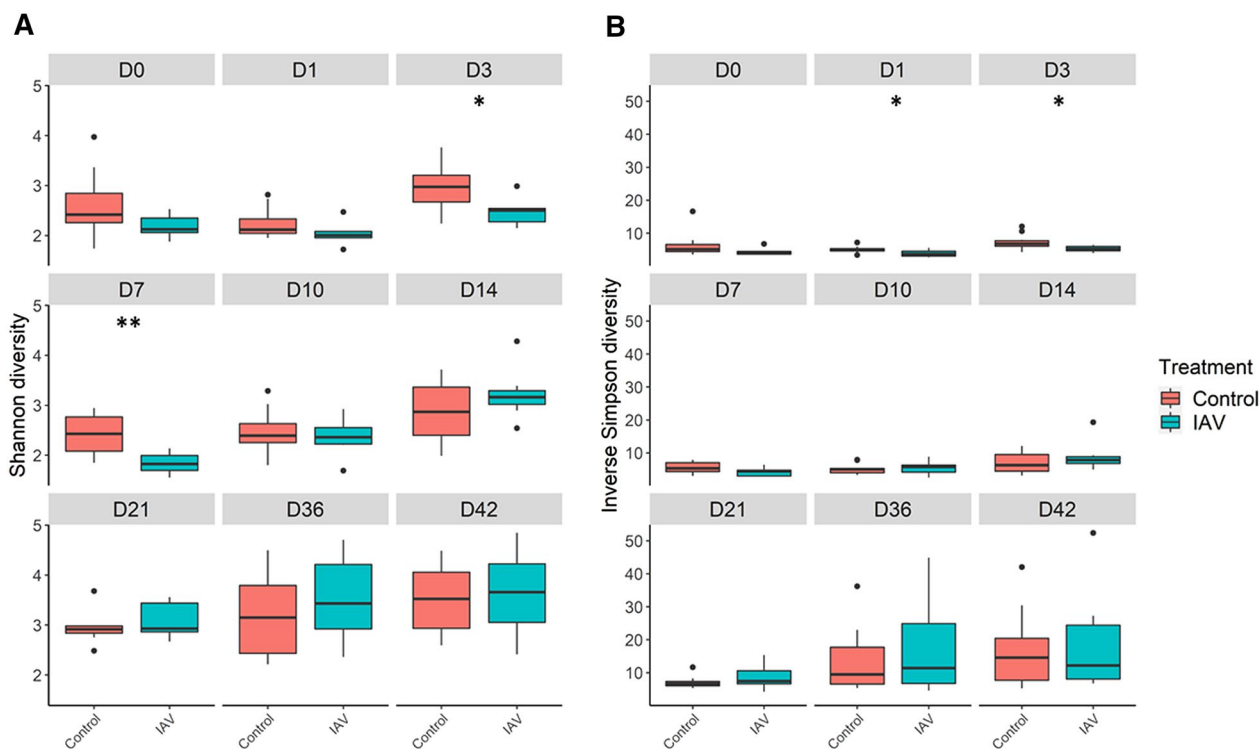 A
D0 D1 D3
5
4
3
2
*
D7 D10 D14
5
4
3
2
**
D21 D36 D42
5
4
3
2
Shannon diversity
Control IAV Control IAV Control IAV
B
D0 D1 D3
50
40
30
20
10
* *
D7 D10 D14
50
40
30
20
10
D21 D36 D42
50
40
30
20
10
Inverse Simpson diversity
Control IAV Control IAV Control IAV
Treatment
Control
IAV